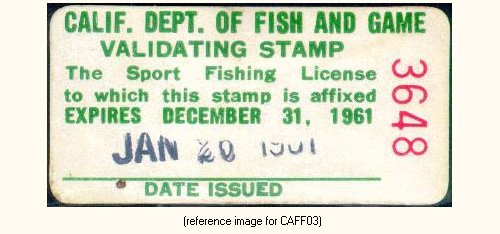 CALIF. DEPT. OF FISH AND GAME
VALIDATING STAMP
The Sport Fishing License
to which this stamp is affixed
EXPIRES DECEMBER 31, 1961
3648
JAN 20
DATE ISSUED
(reference image for CAFF03)